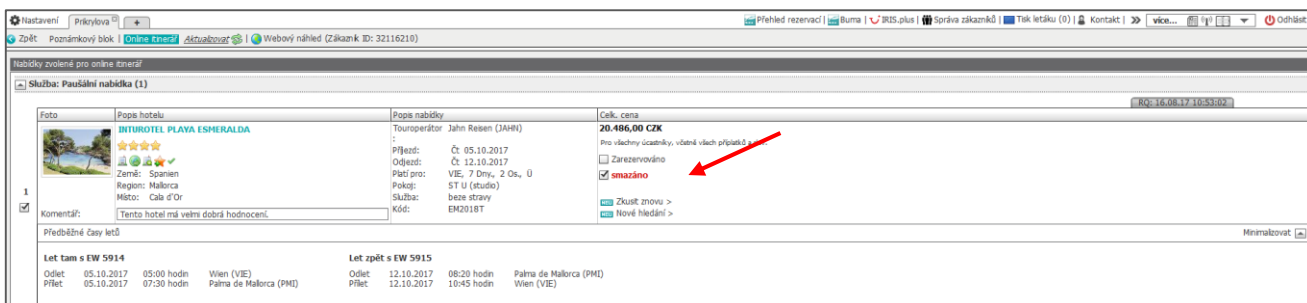 Nastavení Prikrylova + Přehled rezervací | Buma | IRIS.plus | Správa zákazníků | Tisk letáku (0) | Kontakt | více... Odhlásit
Zpět Poznámkový blok | Online itinerář Aktualizovat | Webový náhled (Zákazník ID: 32116210)
Nabídky zvolené pro online itinerář
Služba: Paušální nabídka (1)
RQ: 16.08.17 10:53:02
Foto Popis hotelu Popis nabídky Celk. cena
INTUROTEL PLAYA ESMERALDA Touroperátor Jahn Reisen (JAHN) 20.486,00 CZK
: Pro všechny účastníky, včetně všech příplatků a
Příjezd: Čt 05.10.2017
Odjezd: Čt 12.10.2017 Zarezervováno
Země: Spanien Platí pro: VIE, 7 Dny., 2 Os., Ü smazáno
Region: Mallorca Pokoj: ST U (studio)
1 Místo: Cala d'Or Služba: beze stravy Zkusit znovu >
Komentář: Tento hotel má velmi dobrá hodnocení. Kód: EM201BT Nové hledání >
Předběžné časy letů Minimalizovat
Let tam s EW 5914 Let zpět s EW 5915
Odlet 05.10.2017 05:00 hodin Wien (VIE) Odlet 12.10.2017 08:20 hodin Palma de Mallorca (PMI)
Přílet 05.10.2017 07:30 hodin Palma de Mallorca (PMI) Přílet 12.10.2017 10:45 hodin Wien (VIE)